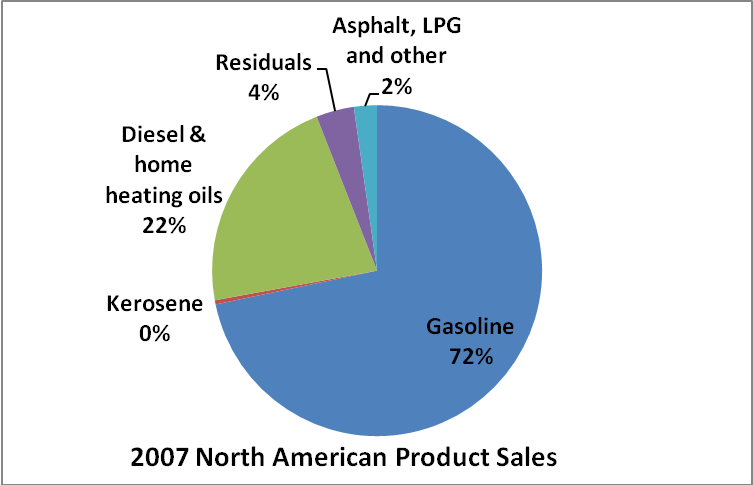 Asphalt, LPG
and other
2%
Residuals
4%
Diesel &
home
heating oils
22%
Kerosene
0%
Gasoline
72%
2007 North American Product Sales